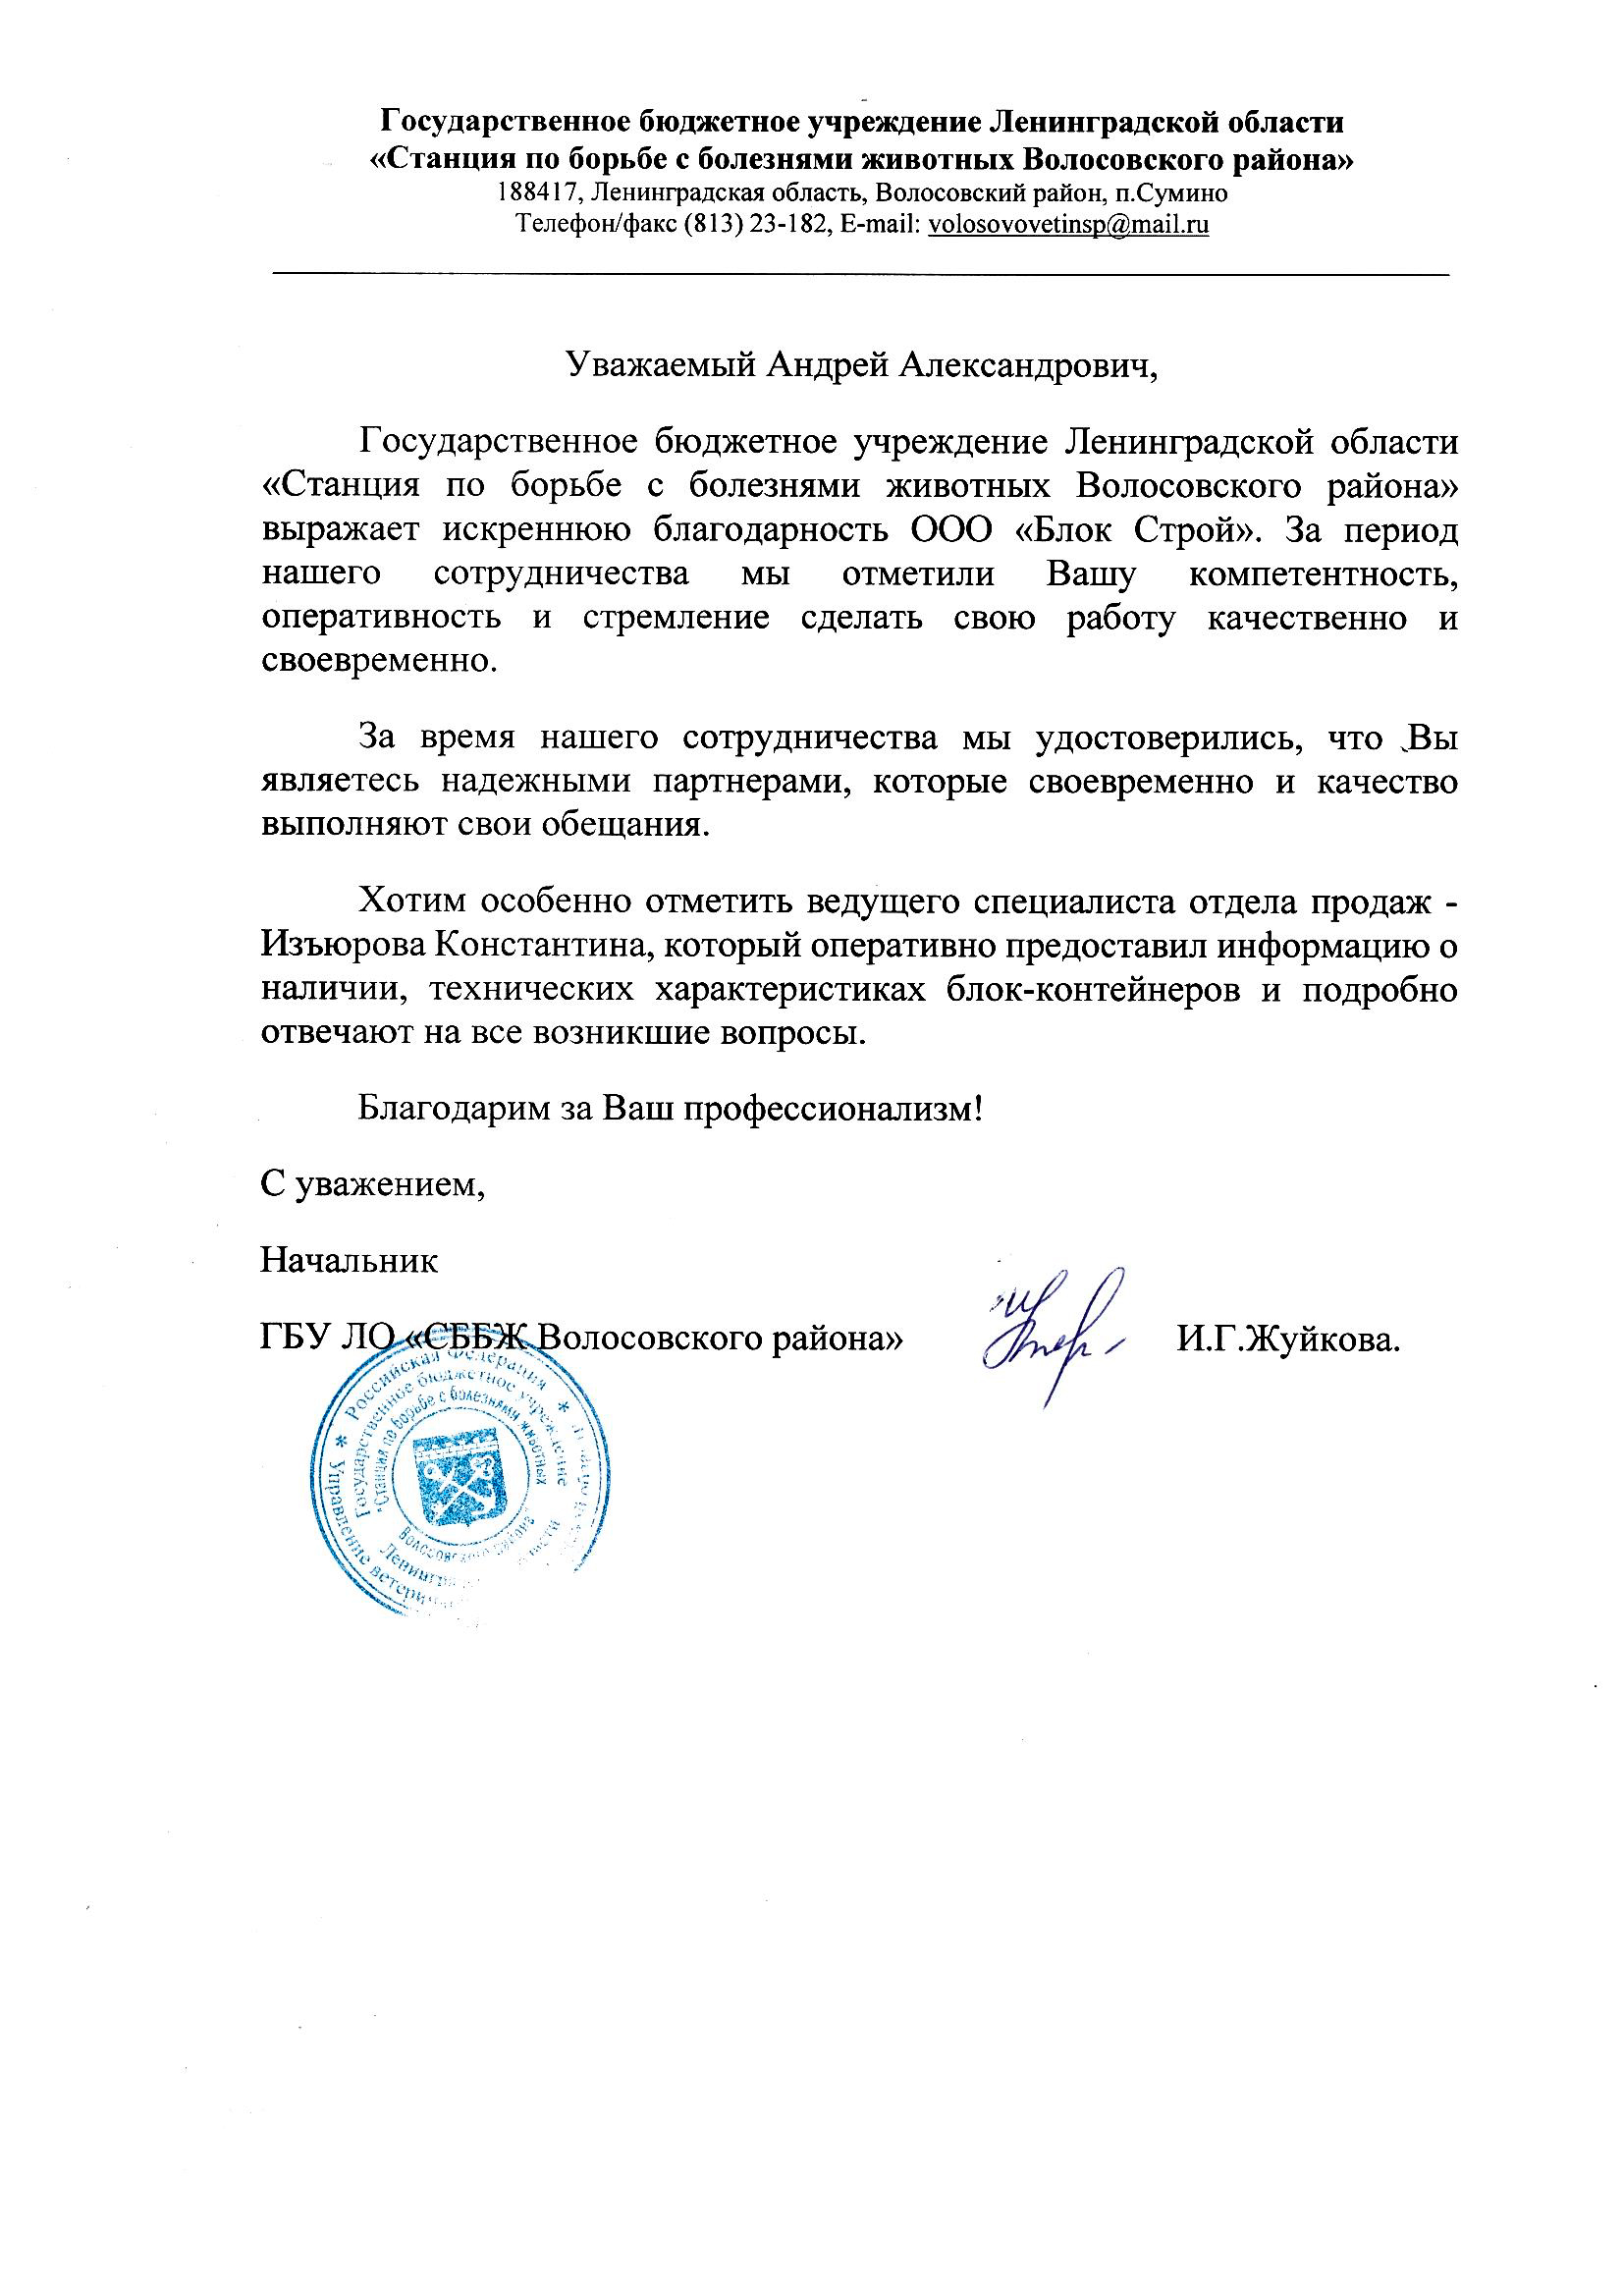 Государственное бюджетное учреждение Ленинградской области
«Станция по борьбе с болезнями животных Волосовского района»
188417, Ленинградская область, Волосовский район, п.Сумино
Телефон/факс (813) 23-182, E-mail: volosovovetinsp@mail.ru
Уважаемый Андрей Александрович,
Государственное бюджетное учреждение Ленинградской области
«Станция по борьбе с болезнями животных Волосовского района»
выражает искреннюю благодарность ООО «Блок Строй». За период
нашего сотрудничества мы отметили Вашу компетентность,
оперативность и стремление сделать свою работу качественно и
своевременно.
За время нашего сотрудничества мы удостоверились, что Вы
являетесь надежными партнерами, которые своевременно и качество
выполняют свои обещания.
Хотим особенно отметить ведущего специалиста отдела продаж -
Изъюрова Константина, который оперативно предоставил информацию о
наличии, технических характеристиках блок-контейнеров и подробно
отвечают на все возникшие вопросы.
Благодарим за Ваш профессионализм!
С уважением,
Начальник
ГБУ ЛО «СББЖ Волосовского района» И.Г.Жуйкова.
* Российская Федерация *
Управление
Государственное бюджетное учреждение
"Станция по борьбе с болезнями животных
Волосовского района"